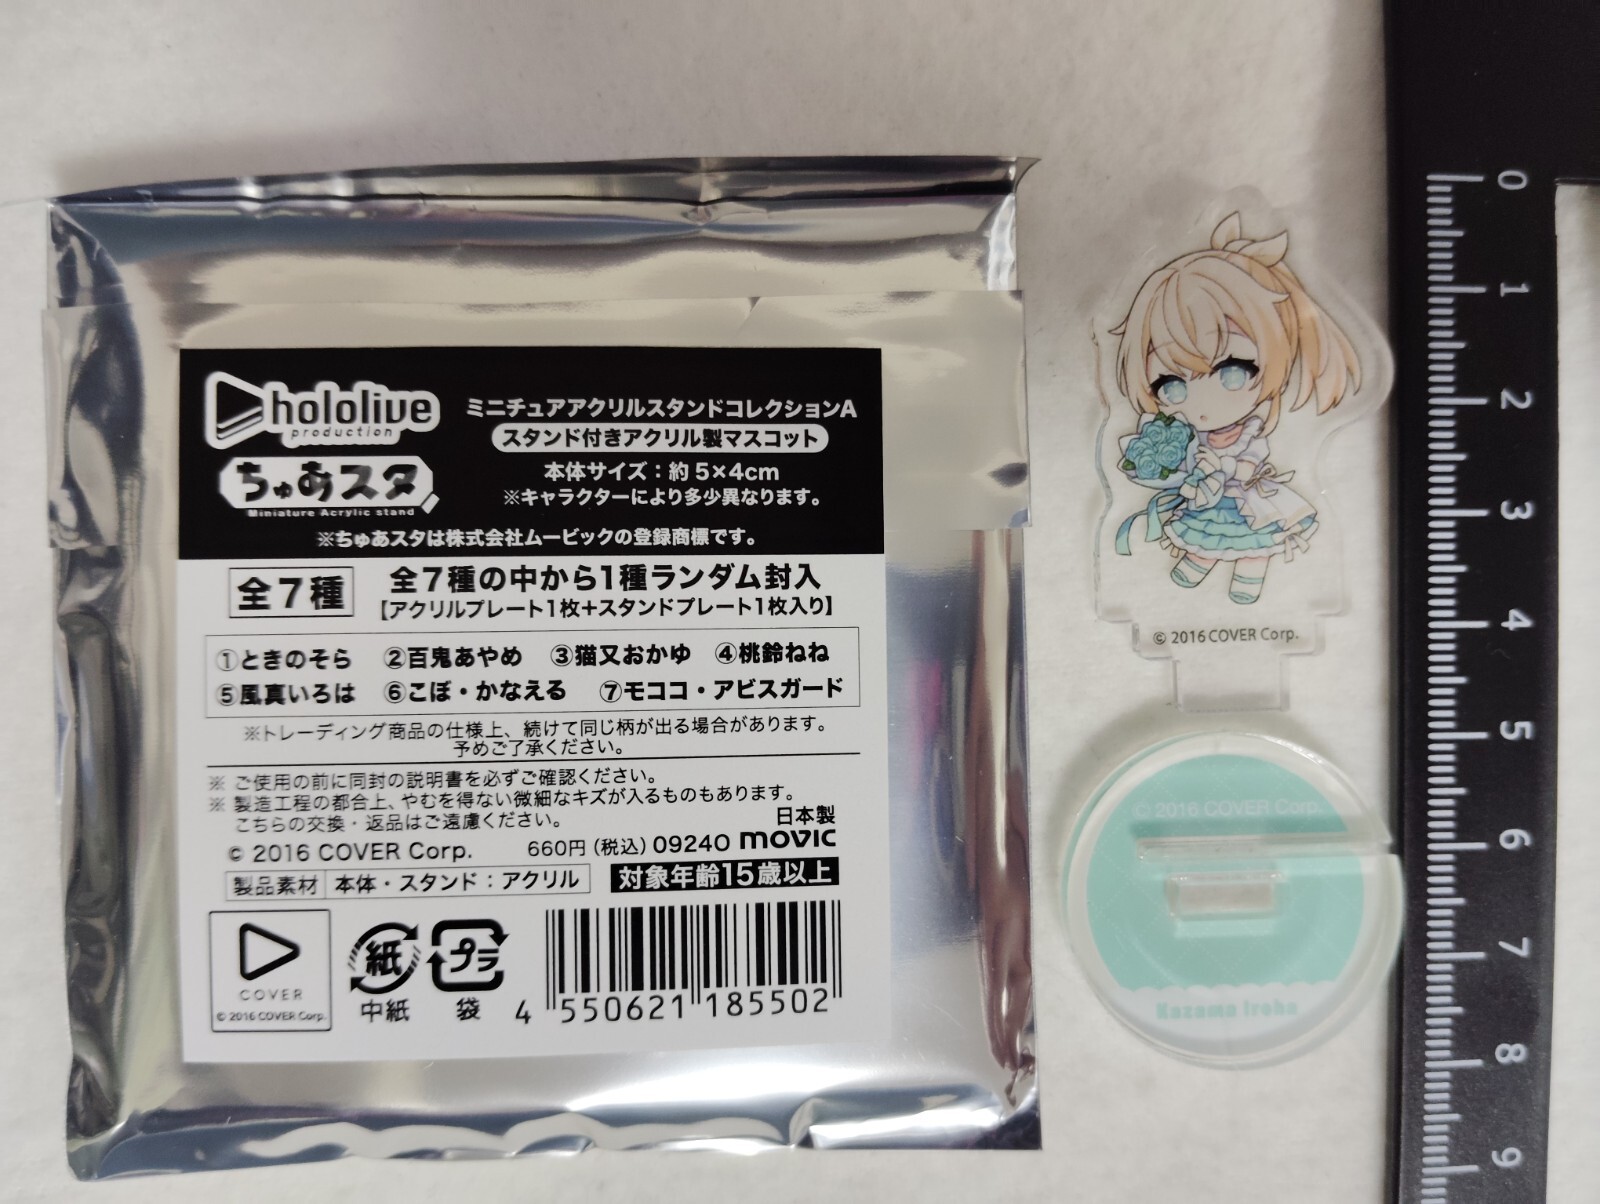 hololive
production
ミニチュアアクリルスタンドコレクションA
スタンド付きアクリル製マスコット
ちゅあスタ
Miniature Acrylic stand
本体サイズ：約5×4cm
※キャラクターにより多少異なります。
※ちゅあスタは株式会社ムービックの登録商標です。
全7種
全7種の中から1種ランダム封入
【アクリルプレート1枚+スタンドプレート1枚入り】
①ときのそら ②百鬼あやめ ③猫又おかゆ ④桃鈴ねね
⑤風真いろは ⑥こぼ・かなえる ⑦モココ・アビスガード
※トレーディング商品の仕様上、続けて同じ柄が出る場合があります。
予めご了承ください。
※ ご使用の前に同封の説明書を必ずご確認ください。
※ 製造工程の都合上、やむを得ない微細なキズが入るものもあります。
こちらの交換・返品はご遠慮ください。
日本製
© 2016 COVER Corp.
660円（税込）09240 movic
製品素材 本体・スタンド：アクリル
対象年齢15歳以上
COVER
© 2016 COVER Corp.
紙
中紙
プラ
袋
4 550621 185502
© 2016 COVER Corp.
© 2016 COVER Corp.
Kazama Iroha
0
1
2
3
4
5
6
7
8
9